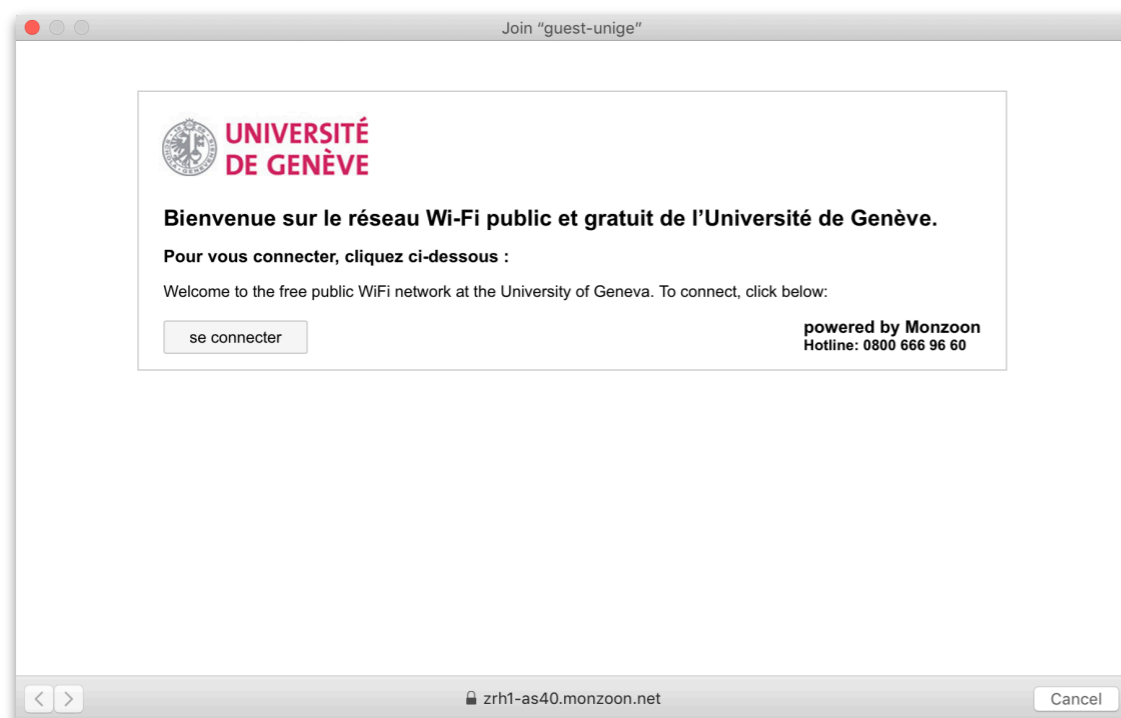 Join “guest-unige”
UNIVERSITÉ
DE GENÈVE
Bienvenue sur le réseau Wi-Fi public et gratuit de l’Université de Genève.
Pour vous connecter, cliquez ci-dessous :
Welcome to the free public WiFi network at the University of Geneva. To connect, click below:
se connecter
powered by Monzoon
Hotline: 0800 666 96 60
zrh1-as40.monzoon.net
Cancel